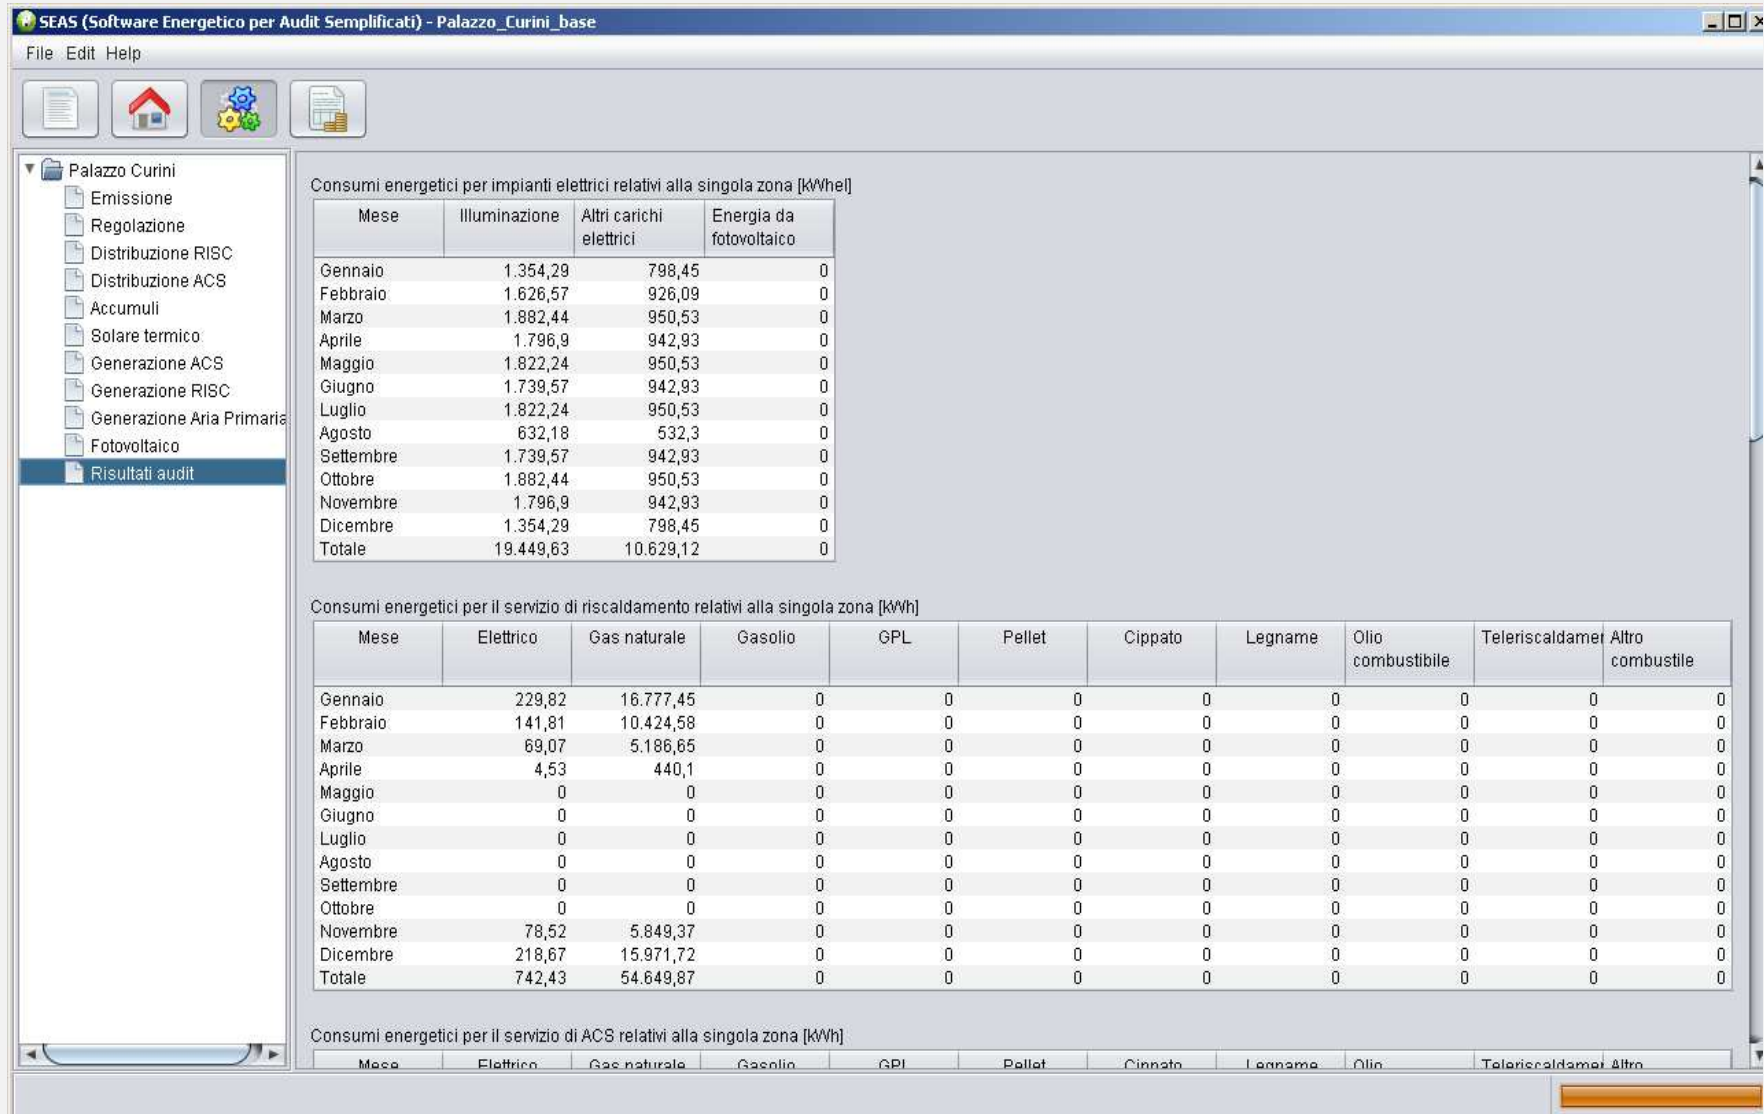 SEAS (Software Energetico per Audit Semplificati) - Palazzo_Curini_base
File Edit Help
Palazzo Curini
Emissione
Regolazione
Distribuzione RISC
Distribuzione ACS
Accumuli
Solare termico
Generazione ACS
Generazione RISC
Generazione Aria Primaria
Fotovoltaico
Risultati audit
Consumi energetici per impianti elettrici relativi alla singola zona [kWhel]
Mese Illuminazione Altri carichi elettrici Energia da fotovoltaico
Gennaio 1.354,29 798,45 0
Febbraio 1.626,57 926,09 0
Marzo 1.882,44 950,53 0
Aprile 1.796,9 942,93 0
Maggio 1.822,24 950,53 0
Giugno 1.739,57 942,93 0
Luglio 1.822,24 950,53 0
Agosto 632,18 532,3 0
Settembre 1.739,57 942,93 0
Ottobre 1.882,44 950,53 0
Novembre 1.796,9 942,93 0
Dicembre 1.354,29 798,45 0
Totale 19.449,63 10.629,12 0
Consumi energetici per il servizio di riscaldamento relativi alla singola zona [kWh]
Mese Elettrico Gas naturale Gasolio GPL Pellet Cippato Legname Olio combustibile Teleriscaldamer Altro combustile
Gennaio 229,82 16.777,45 0 0 0 0 0 0 0 0
Febbraio 141,81 10.424,58 0 0 0 0 0 0 0 0
Marzo 69,07 5.186,65 0 0 0 0 0 0 0 0
Aprile 4,53 440,1 0 0 0 0 0 0 0 0
Maggio 0 0 0 0 0 0 0 0 0 0
Giugno 0 0 0 0 0 0 0 0 0 0
Luglio 0 0 0 0 0 0 0 0 0 0
Agosto 0 0 0 0 0 0 0 0 0 0
Settembre 0 0 0 0 0 0 0 0 0 0
Ottobre 0 0 0 0 0 0 0 0 0 0
Novembre 78,52 5.849,37 0 0 0 0 0 0 0 0
Dicembre 218,67 15.971,72 0 0 0 0 0 0 0 0
Totale 742,43 54.649,87 0 0 0 0 0 0 0 0
Consumi energetici per il servizio di ACS relativi alla singola zona [kWh]
Mese Elettrico Gas naturale Gasolio GPL Pellet Cippato Legname Olio Teleriscaldamer Altro